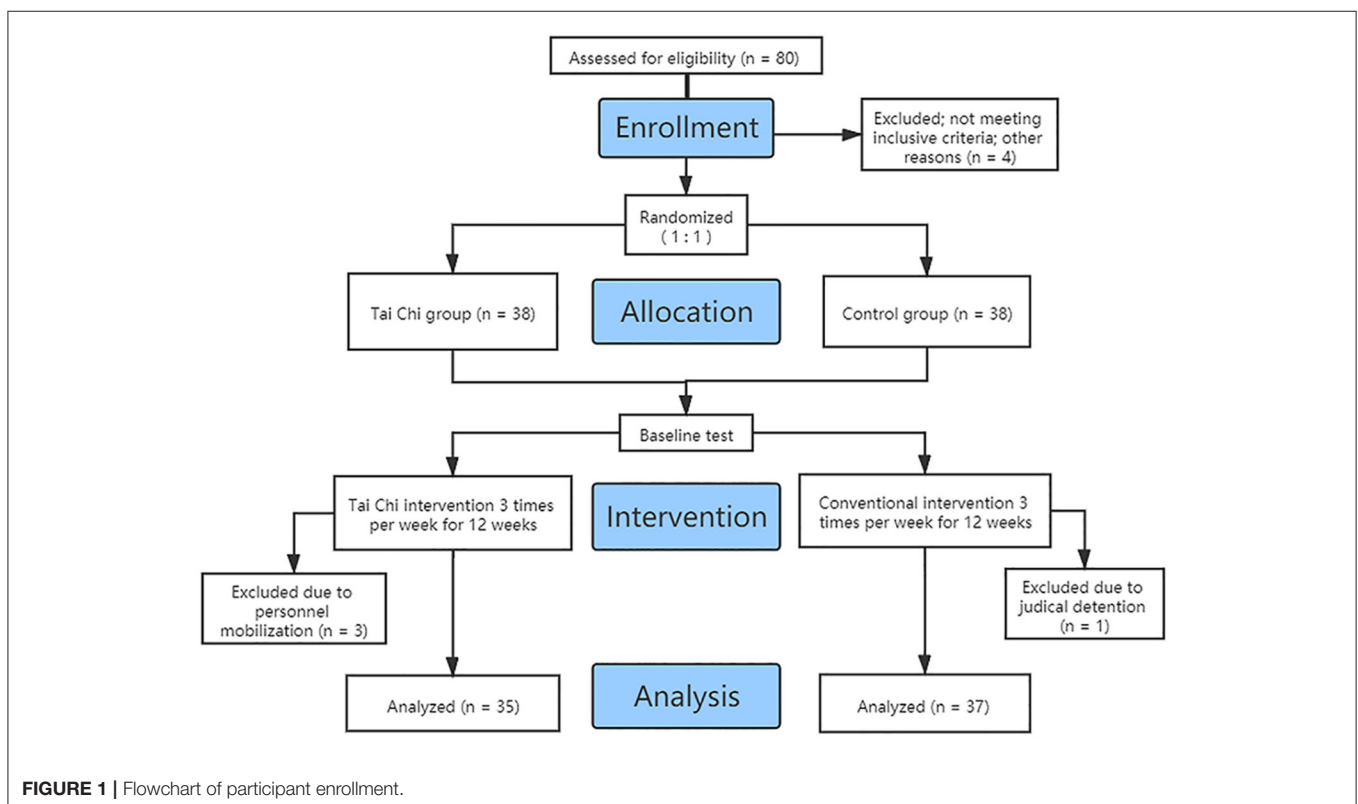 Assessed for eligibility (n = 80)
Enrollment
Excluded; not meeting
inclusive criteria; other
reasons (n = 4)
Randomized
( 1 : 1 )
Tai Chi group (n = 38)
Allocation
Control group (n = 38)
Baseline test
Tai Chi intervention 3 times
per week for 12 weeks
Intervention
Conventional intervention 3
times per week for 12 weeks
Excluded due to
personnel
mobilization (n = 3)
Excluded due to
judical detention
(n = 1)
Analyzed (n = 35)
Analysis
Analyzed (n = 37)
FIGURE 1 | Flowchart of participant enrollment.